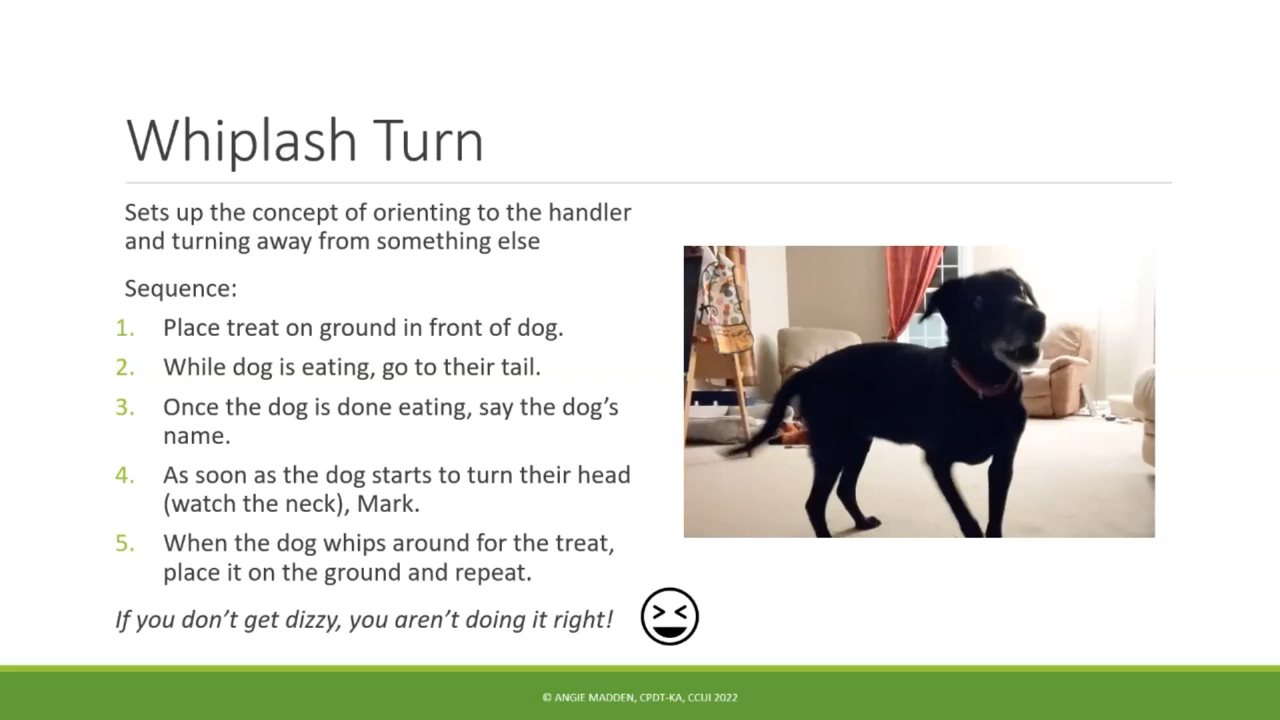 Whiplash Turn
Sets up the concept of orienting to the handler
and turning away from something else
Sequence:
1. Place treat on ground in front of dog.
2. While dog is eating, go to their tail.
3. Once the dog is done eating, say the dog’s
name.
4. As soon as the dog starts to turn their head
(watch the neck), Mark.
5. When the dog whips around for the treat,
place it on the ground and repeat.
If you don’t get dizzy, you aren’t doing it right!
© ANGIE MADDEN, CPDT-KA, CCUI 2022